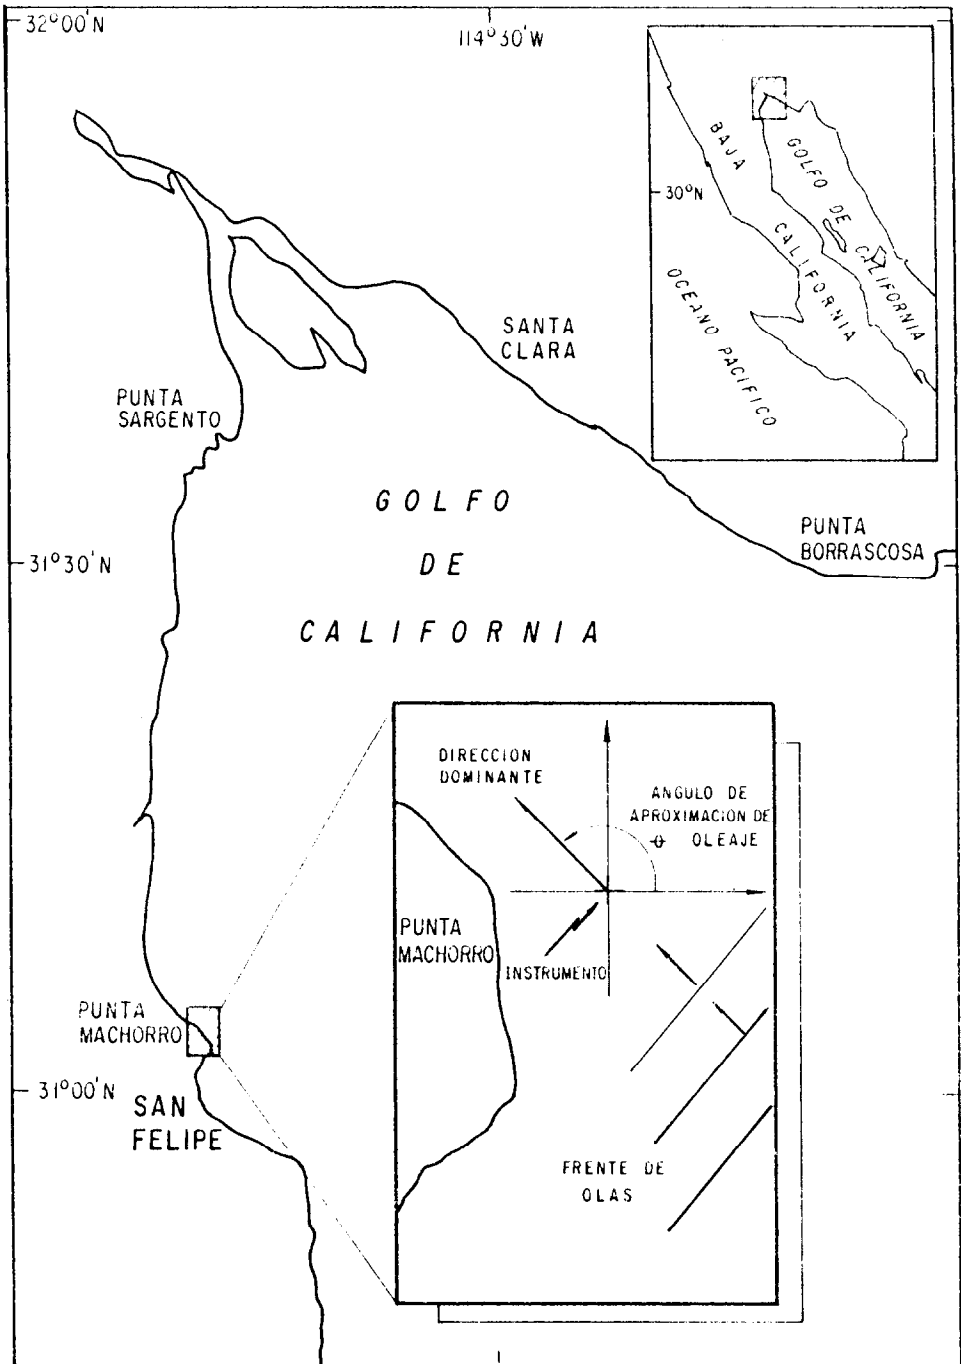 32°00'N
114°30'W
BAJA
CALIFORNIA
GOLFO DE CALIFORNIA
30°N
OCEANO PACIFICO
SANTA
CLARA
PUNTA
SARGENTO
GOLFO
DE
CALIFORNIA
PUNTA
BORRASCOSA
31°30'N
DIRECCION
DOMINANTE
ANGULO DE
APROXIMACION DE
θ OLEAJE
PUNTA
MACHORRO
INSTRUMENTO
FRENTE DE
OLAS
PUNTA
MACHORRO
31°00'N
SAN
FELIPE